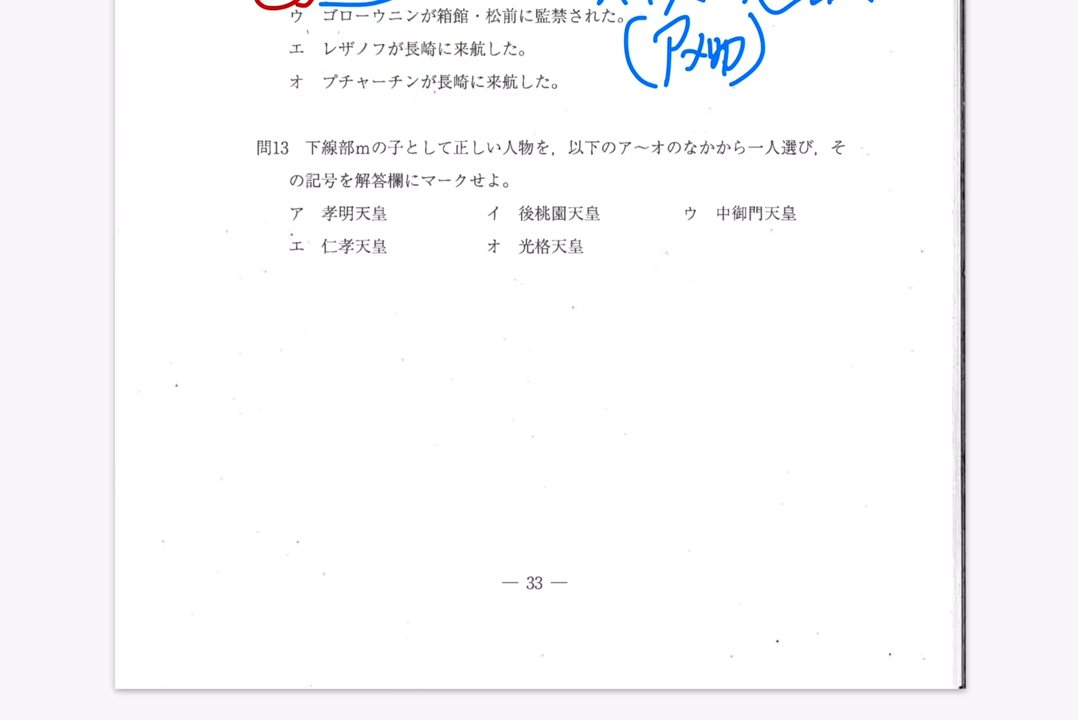 ウ ゴローウニンが箱館・松前に監禁された。
エ レザノフが長崎に来航した。
(アメリカ)
オ プチャーチンが長崎に来航した。
問13 下線部mの子として正しい人物を，以下のア～オのなかから一人選び，そ
の記号を解答欄にマークせよ。
ア 孝明天皇 イ 後桃園天皇 ウ 中御門天皇
エ 仁孝天皇 オ 光格天皇
— 33 —